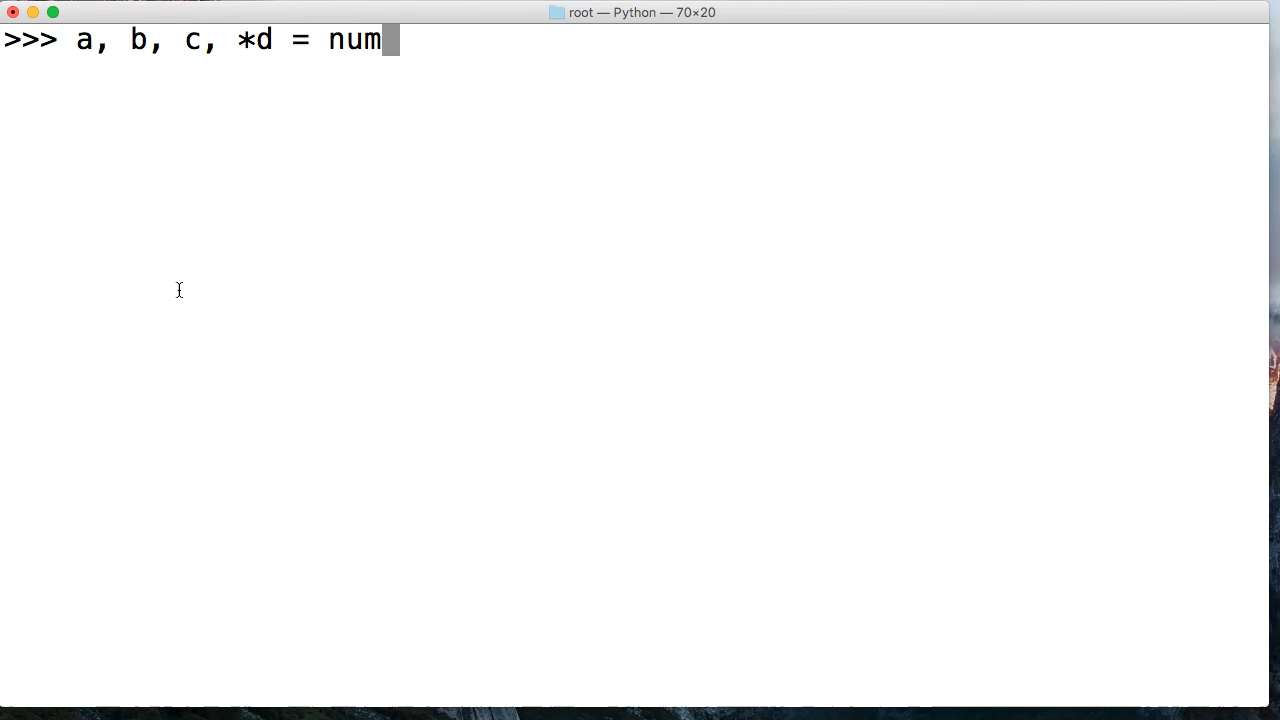 root — Python — 70×20
>>> a, b, c, *d = num